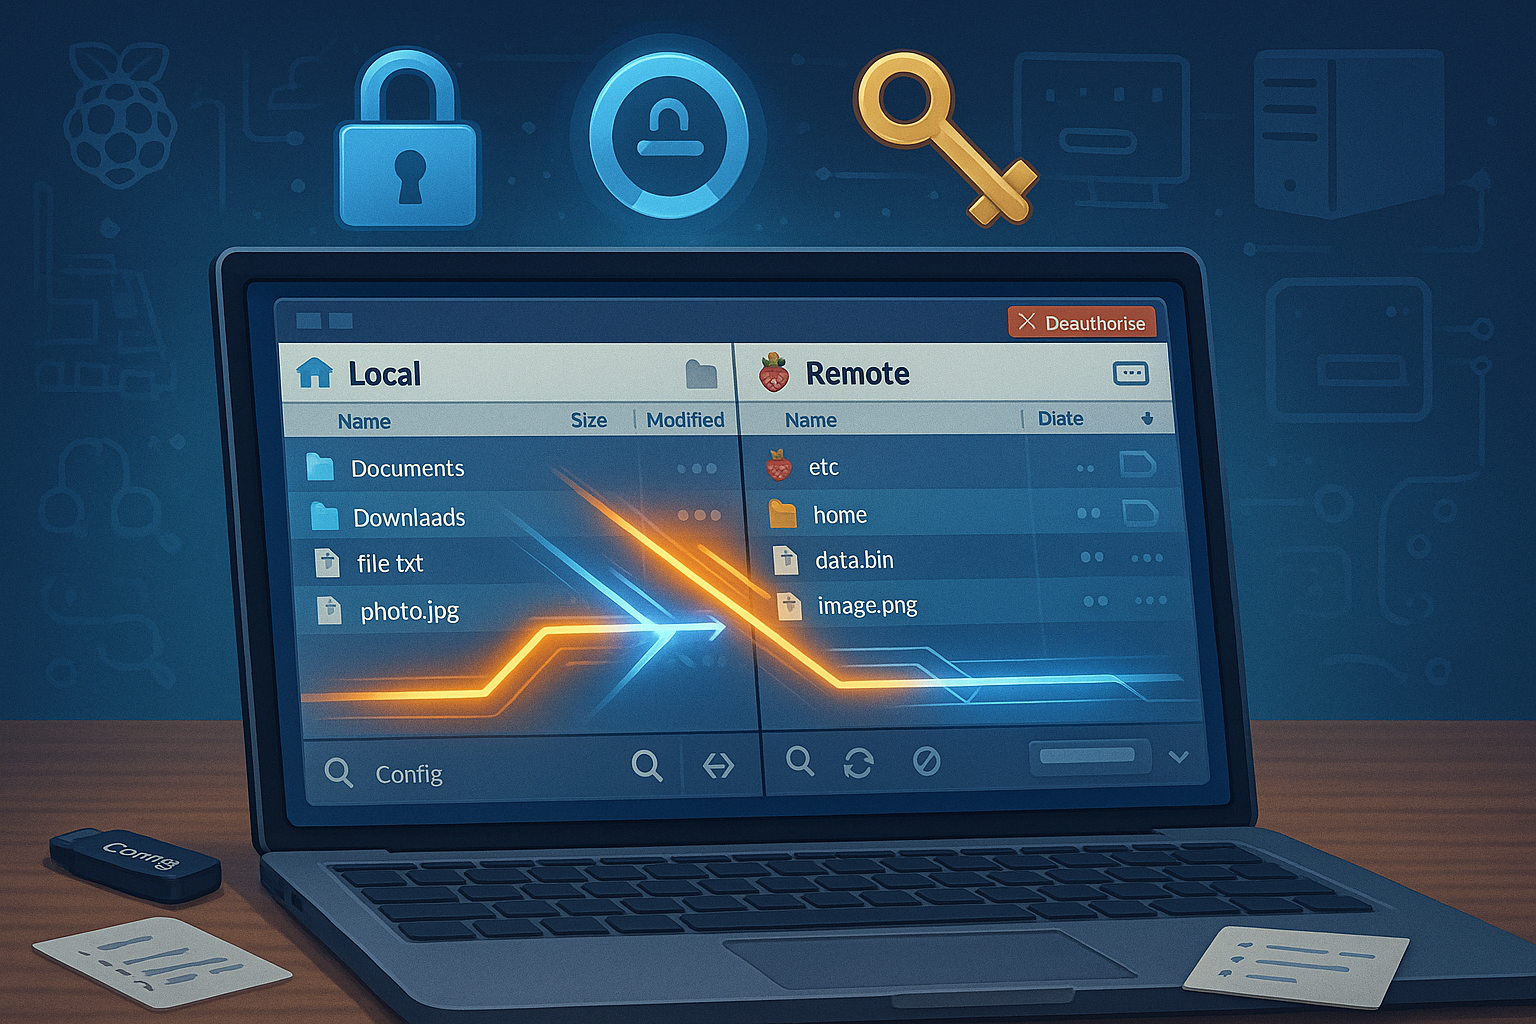 Deauthorise
Local
Remote
Name Size Modified
Name Diate
Documents
Downlaads
file txt
photo.jpg
etc
home
data.bin
image.png
Config